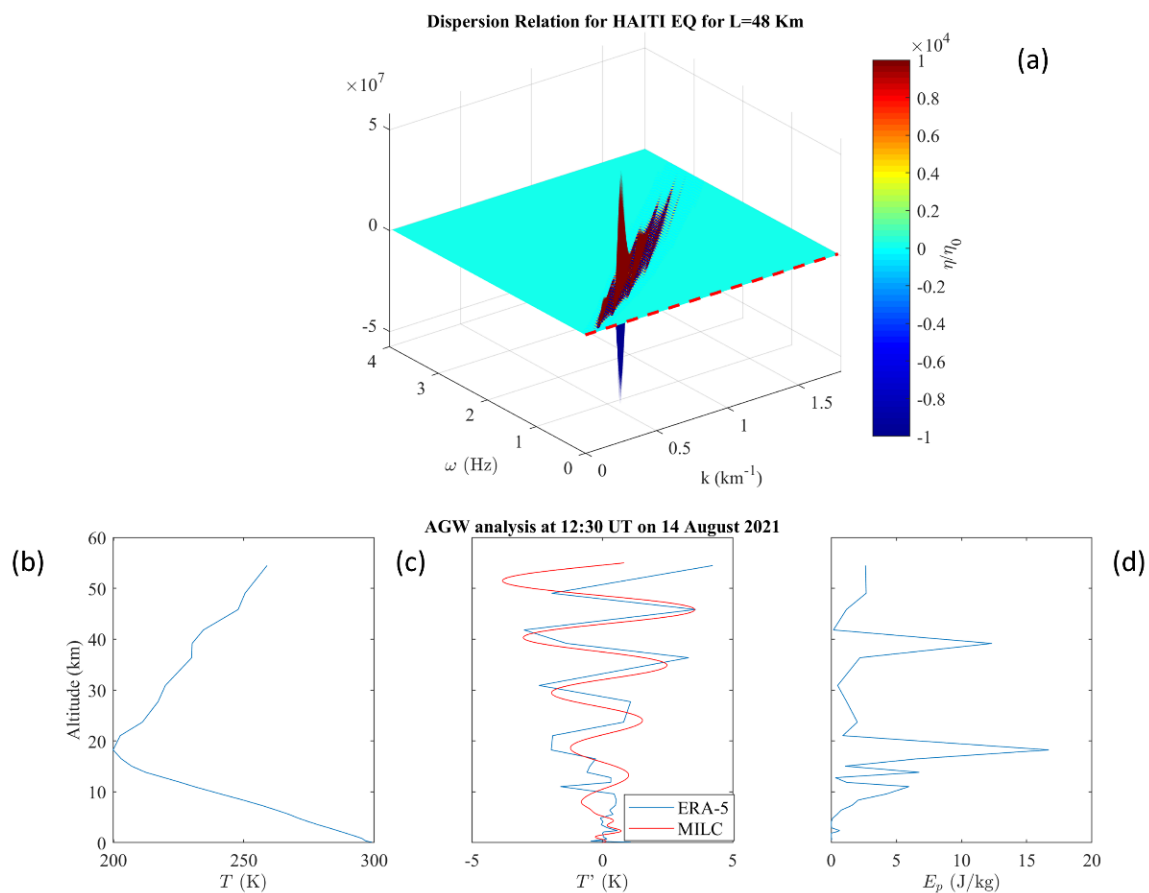 Dispersion Relation for HAITI EQ for L=48 Km
(a)
×10⁷
5
0
-5
4
3
2
1
0
ω (Hz)
0
0.5
1
1.5
k (km⁻¹)
×10⁴
1
0.8
0.6
0.4
0.2
0
-0.2
-0.4
-0.6
-0.8
-1
η/η₀
AGW analysis at 12:30 UT on 14 August 2021
(b)
60
50
40
30
20
10
0
Altitude (km)
200
250
300
T (K)
(c)
ERA-5
MILC
-5
0
5
T' (K)
(d)
0
5
10
15
20
Eₚ (J/kg)